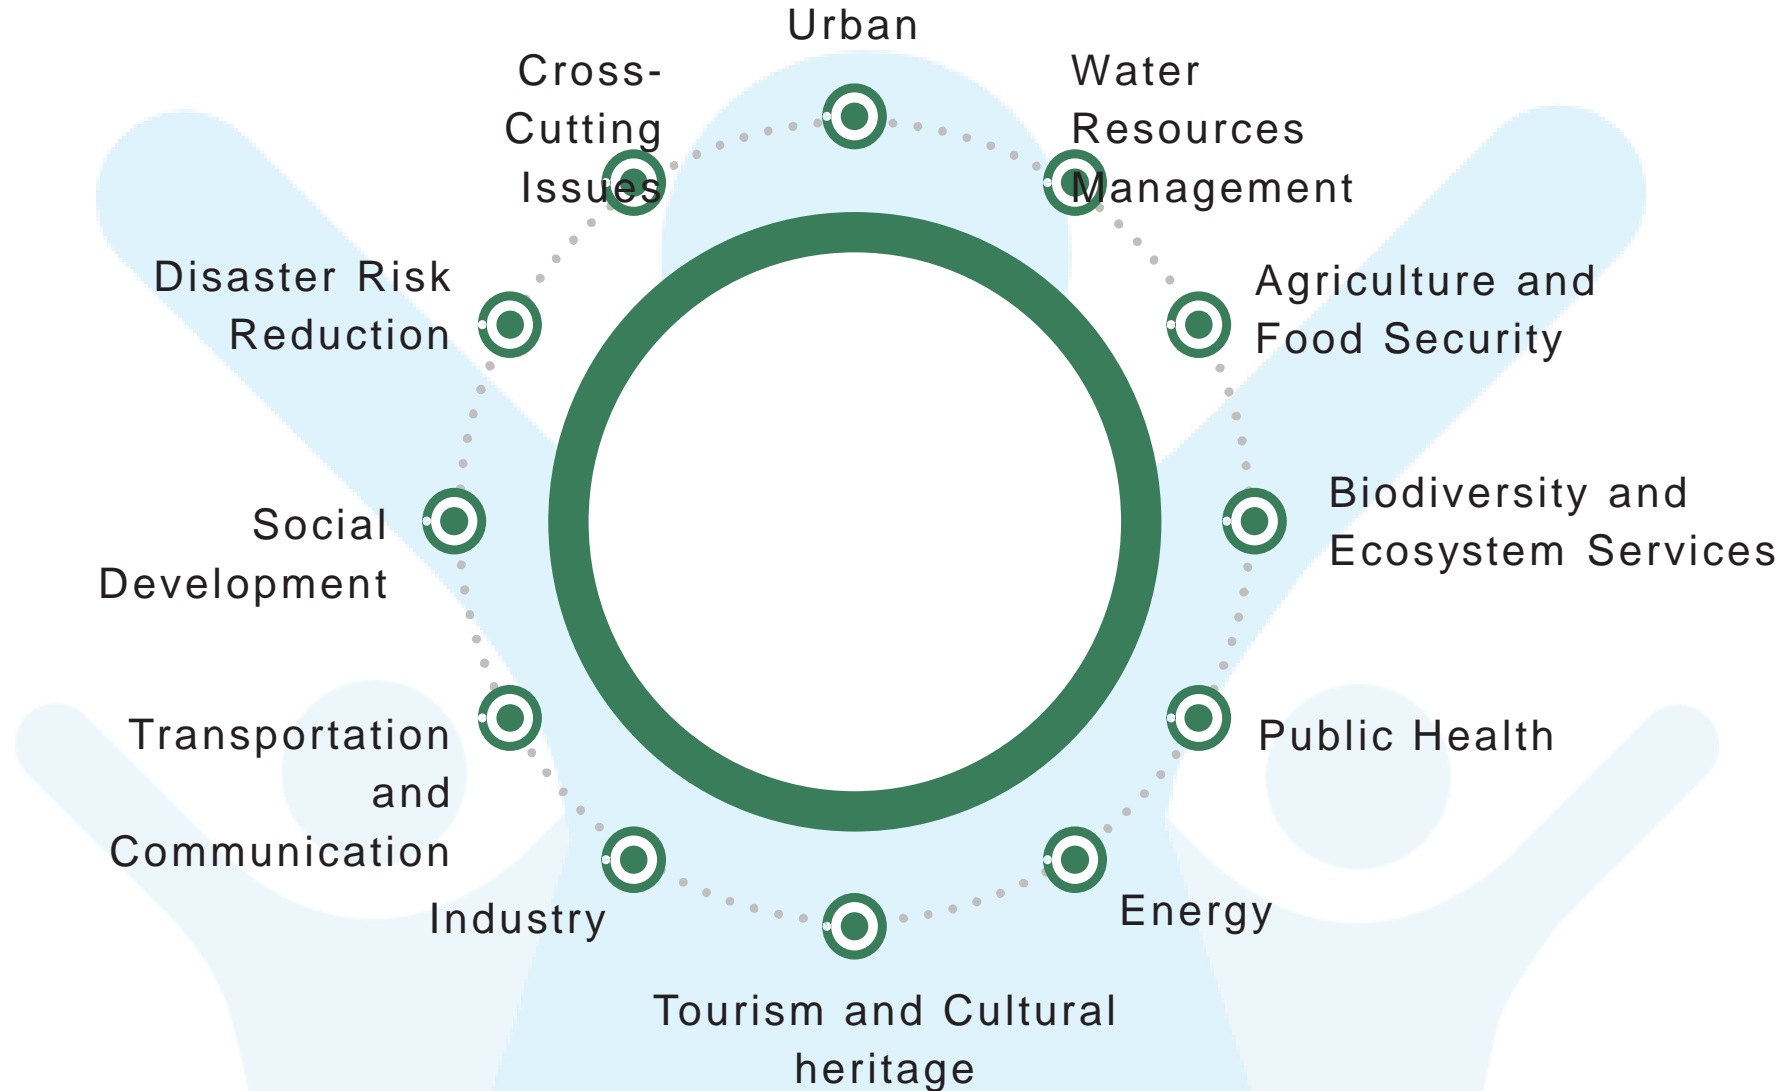 Urban
Water
Resources
Management
Agriculture and
Food Security
Biodiversity and
Ecosystem Services
Public Health
Energy
Tourism and Cultural
heritage
Industry
Transportation
and
Communication
Social
Development
Disaster Risk
Reduction
Cross-
Cutting
Issues